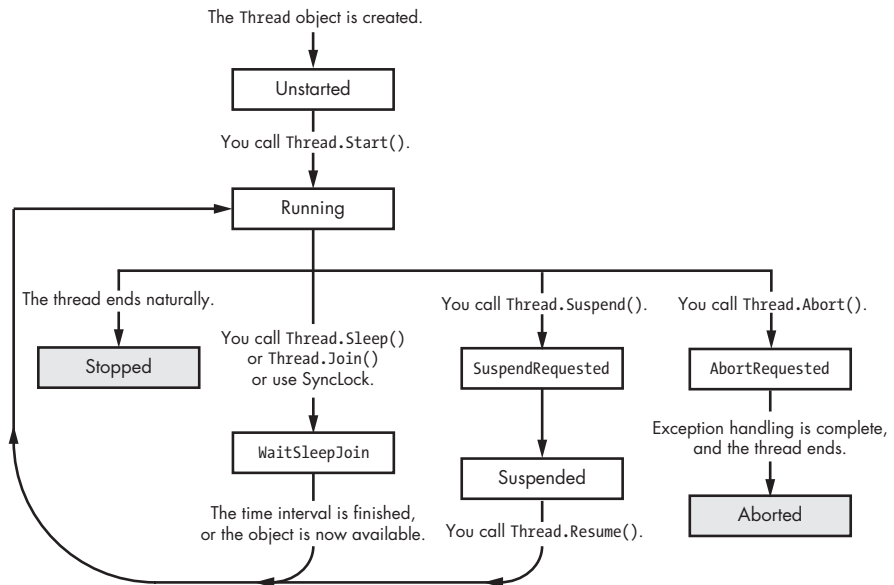 The Thread object is created.
Unstarted
You call Thread.Start().
Running
The thread ends naturally.
Stopped
You call Thread.Sleep()
or Thread.Join()
or use SyncLock.
WaitSleepJoin
The time interval is finished,
or the object is now available.
You call Thread.Suspend().
SuspendRequested
Suspended
You call Thread.Resume().
You call Thread.Abort().
AbortRequested
Exception handling is complete,
and the thread ends.
Aborted